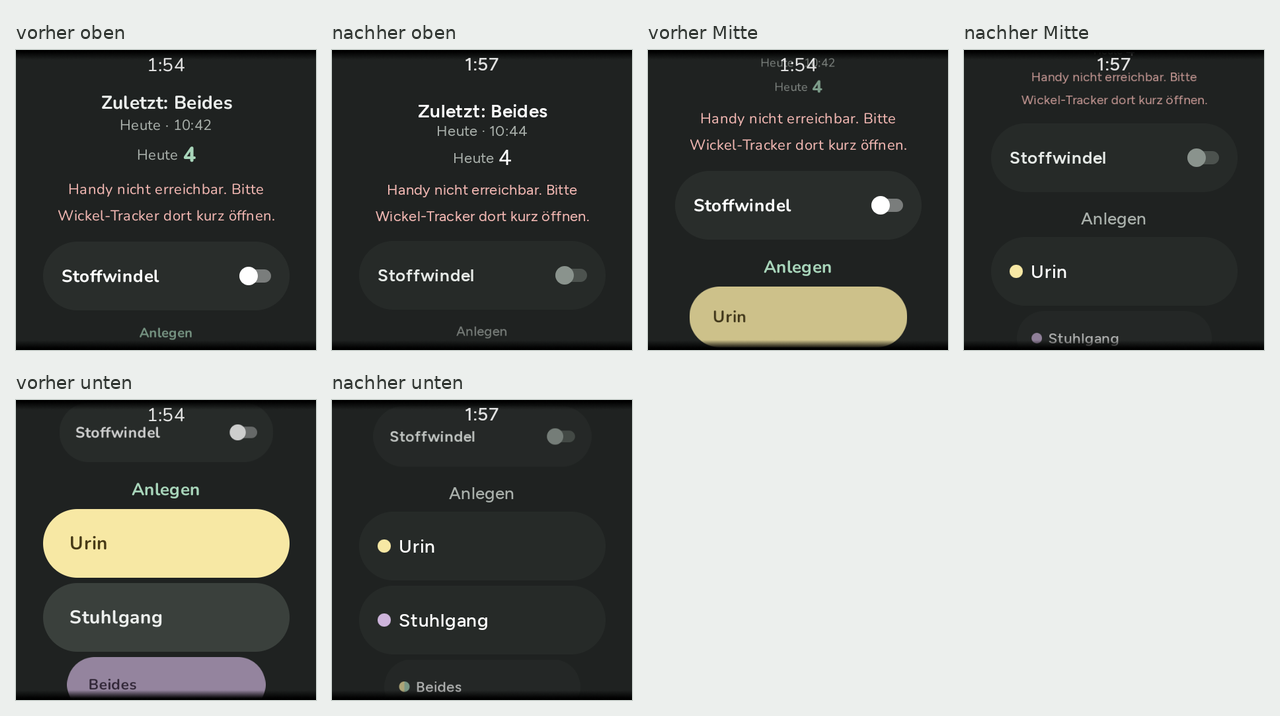 vorher oben
1:54
Zuletzt: Beides
Heute · 10:42
Heute 4
Handy nicht erreichbar. Bitte
Wickel-Tracker dort kurz öffnen.
Stoffwindel
Anlegen
nachher oben
1:57
Zuletzt: Beides
Heute · 10:44
Heute 4
Handy nicht erreichbar. Bitte
Wickel-Tracker dort kurz öffnen.
Stoffwindel
Anlegen
vorher Mitte
1:54
Heute 4
Handy nicht erreichbar. Bitte
Wickel-Tracker dort kurz öffnen.
Stoffwindel
Anlegen
Urin
nachher Mitte
1:57
Handy nicht erreichbar. Bitte
Wickel-Tracker dort kurz öffnen.
Stoffwindel
Anlegen
Urin
Stuhlgang
vorher unten
1:54
Stoffwindel
Anlegen
Urin
Stuhlgang
Beides
nachher unten
1:57
Stoffwindel
Anlegen
Urin
Stuhlgang
Beides